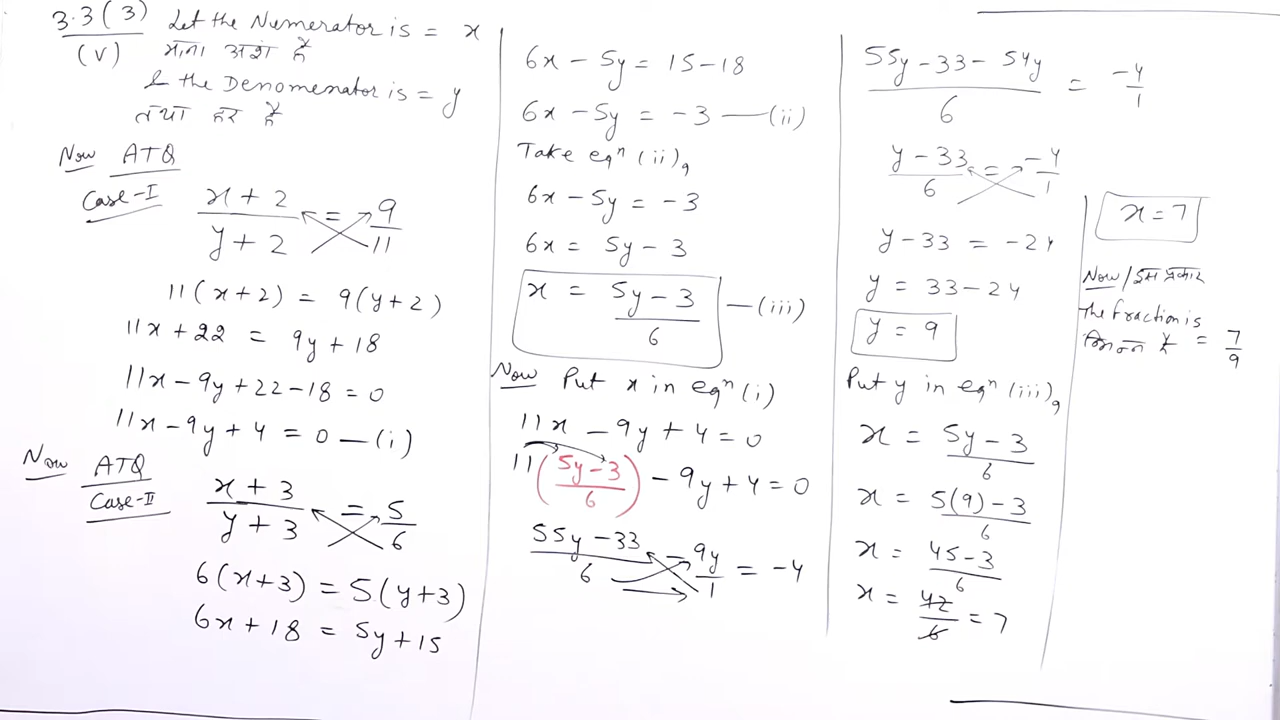 3.3(3)
(v)
Let the Numerator is = x
माना अंश है
& the Denomenator is = y
तथा हर है
Now ATQ
Case-I
x+2/y+2 = 9/11
11(x+2) = 9(y+2)
11x+22 = 9y+18
11x-9y+22-18=0
11x-9y+4=0 —(i)
Now ATQ
Case-II
x+3/y+3 = 5/6
6(x+3) = 5.(y+3)
6x+18 = 5y+15
6x-5y = 15-18
6x-5y = -3 —(ii)
Take eqn (ii),
6x-5y = -3
6x = 5y-3
x = 5y-3/6 —(iii)
Now Put x in eqn (i)
11x-9y+4=0
11(5y-3/6)-9y+4=0
55y-33/6 - 9y/1 = -4
55y-33-54y/6 = -4/1
y-33/6 = -4/1
y-33 = -24
y = 33-24
y = 9
Put y in eqn (iii),
x = 5y-3/6
x = 5(9)-3/6
x = 45-3/6
x = 42/6 = 7
x=7
Now/इस प्रकार
The fraction is
भिन्न है = 7/9